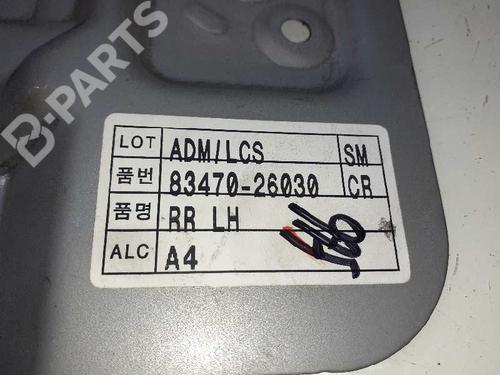 B-PARTS
LOT ADM/LCS SM
품번 83470-26030 CR
품명 RR LH
ALC A4